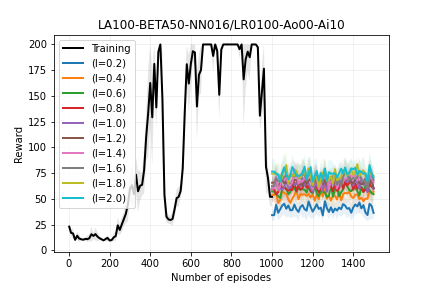 LA100-BETA50-NN016/LR0100-Ao00-Ai10
200
175
150
125
100
75
50
25
0
Reward
Training
(l=0.2)
(l=0.4)
(l=0.6)
(l=0.8)
(l=1.0)
(l=1.2)
(l=1.4)
(l=1.6)
(l=1.8)
(l=2.0)
0 200 400 600 800 1000 1200 1400
Number of episodes